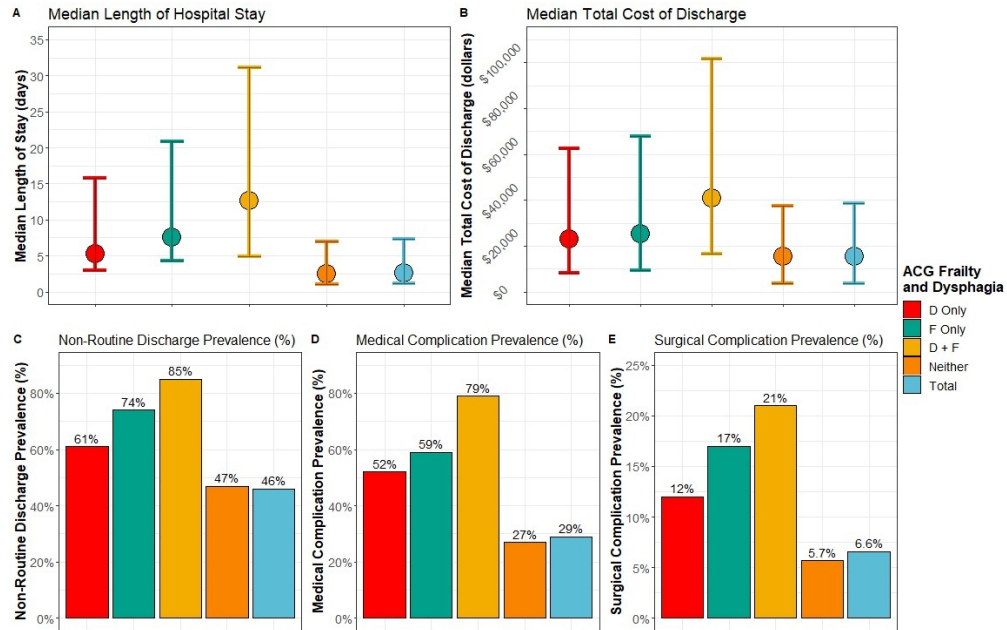 A Median Length of Hospital Stay
Median Length of Stay (days)
35
30
25
20
15
10
5
0
B Median Total Cost of Discharge
Median Total Cost of Discharge (dollars)
$100,000
$80,000
$60,000
$40,000
$20,000
$0
ACG Frailty
and Dysphagia
D Only
F Only
D + F
Neither
Total
C Non-Routine Discharge Prevalence (%)
Non-Routine Discharge Prevalence (%)
80%
60%
40%
20%
0%
61%
74%
85%
47%
46%
D Medical Complication Prevalence (%)
Medical Complication Prevalence (%)
80%
60%
40%
20%
0%
52%
59%
79%
27%
29%
E Surgical Complication Prevalence (%)
Surgical Complication Prevalence (%)
25%
20%
15%
10%
5%
0%
12%
17%
21%
5.7%
6.6%